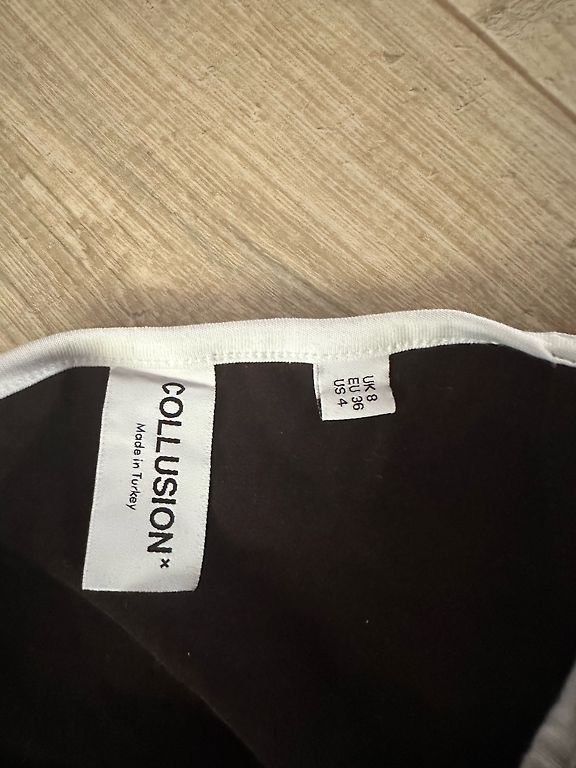 COLLUSION×
Made in Turkey
UK 8
EU 36
US 4